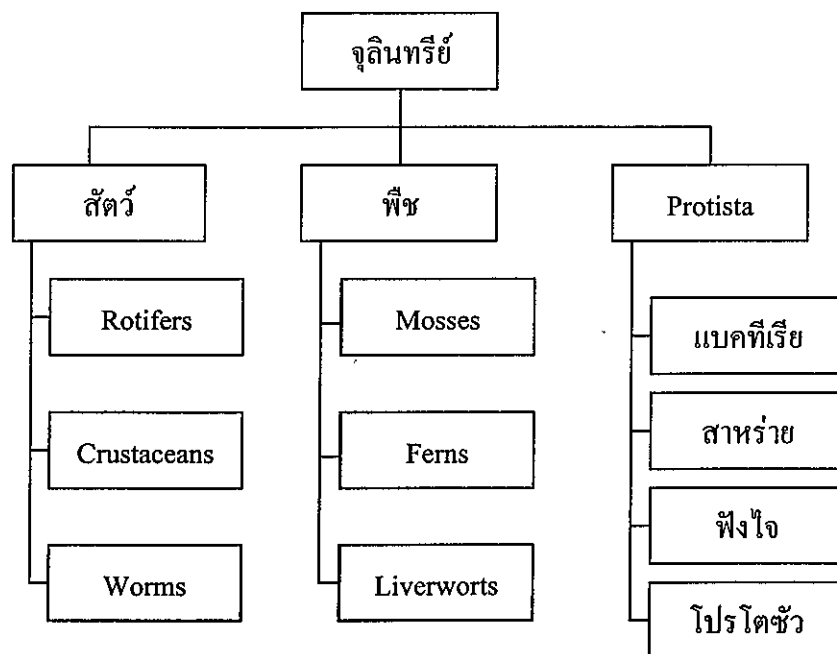 จุลินทรีย์
สัตว์
พืช
Protista
Rotifers
Mosses
แบคทีเรีย
Crustaceans
Ferns
สาหร่าย
Worms
Liverworts
ฟังไจ
โปรโตซัว